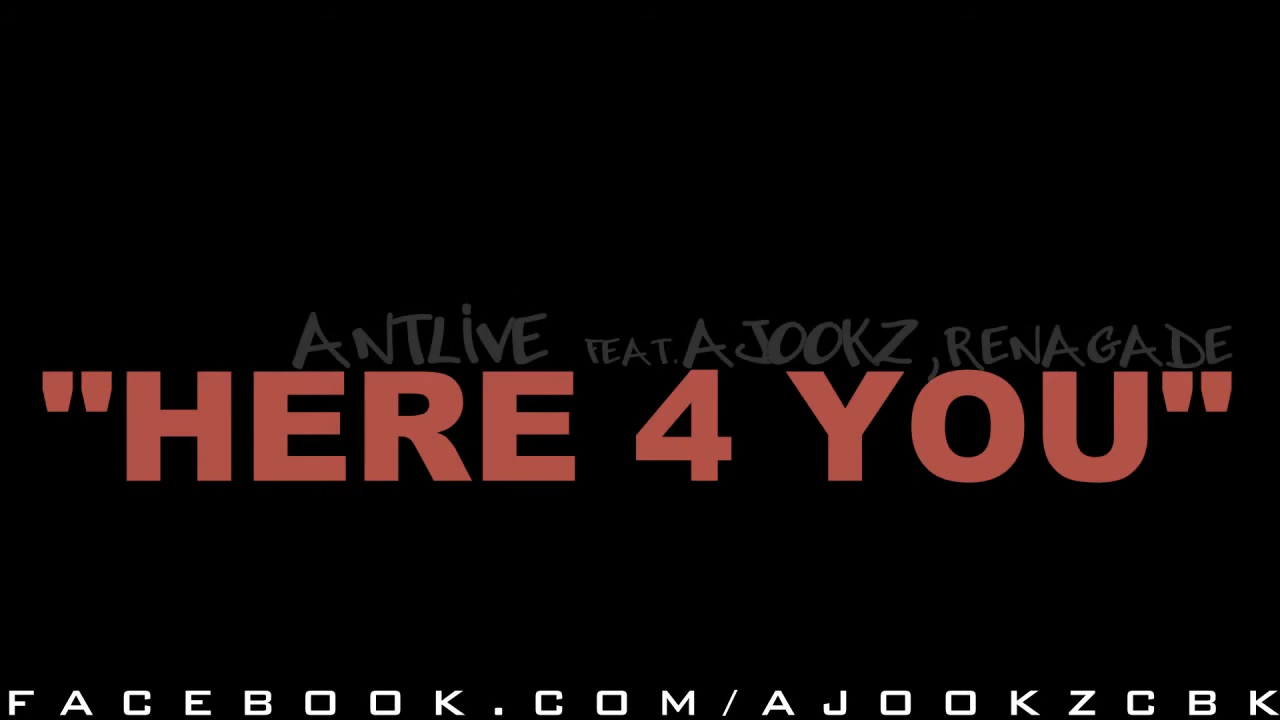 ANTLIVE FEAT. AJOOKZ, RENAGADE
"HERE 4 YOU"
FACEBOOK.COM/AJOOKZCBK